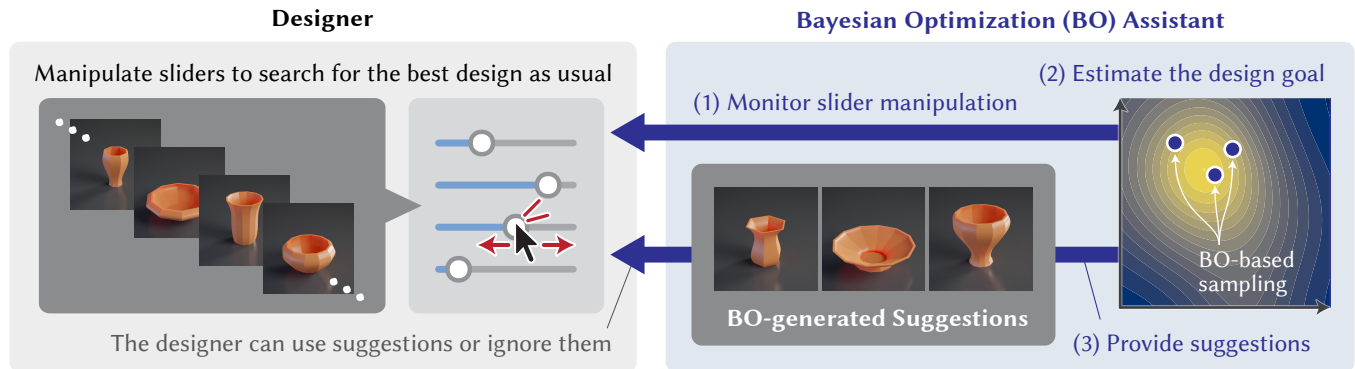 Designer
Manipulate sliders to search for the best design as usual
The designer can use suggestions or ignore them
Bayesian Optimization (BO) Assistant
(2) Estimate the design goal
(1) Monitor slider manipulation
BO-based
sampling
BO-generated Suggestions
(3) Provide suggestions